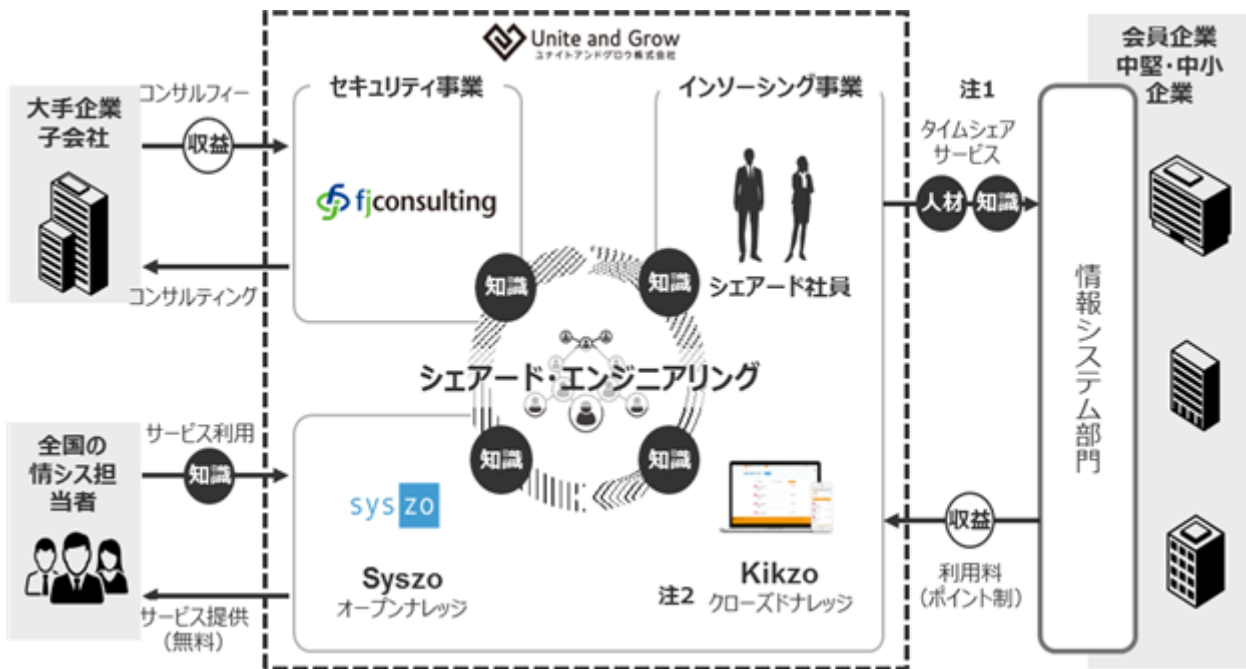 Unite and Grow
ユナイトアンドグロウ株式会社
大手企業
子会社
コンサルフィー
収益
コンサルティング
セキュリティ事業
fjconsulting
インソーシング事業
シェアード社員
知識
知識
シェアード・エンジニアリング
知識
知識
全国の
情シス担
当者
サービス利用
知識
サービス提供
(無料)
sys zo
Syszo
オープンナレッジ
注2
Kikzo
クローズドナレッジ
注1
タイムシェア
サービス
人材
知識
収益
利用料
(ポイント制)
情報システム部門
会員企業
中堅・中小
企業